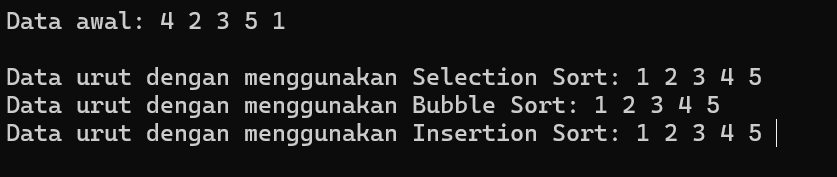 Data awal: 4 2 3 5 1
Data urut dengan menggunakan Selection Sort: 1 2 3 4 5
Data urut dengan menggunakan Bubble Sort: 1 2 3 4 5
Data urut dengan menggunakan Insertion Sort: 1 2 3 4 5